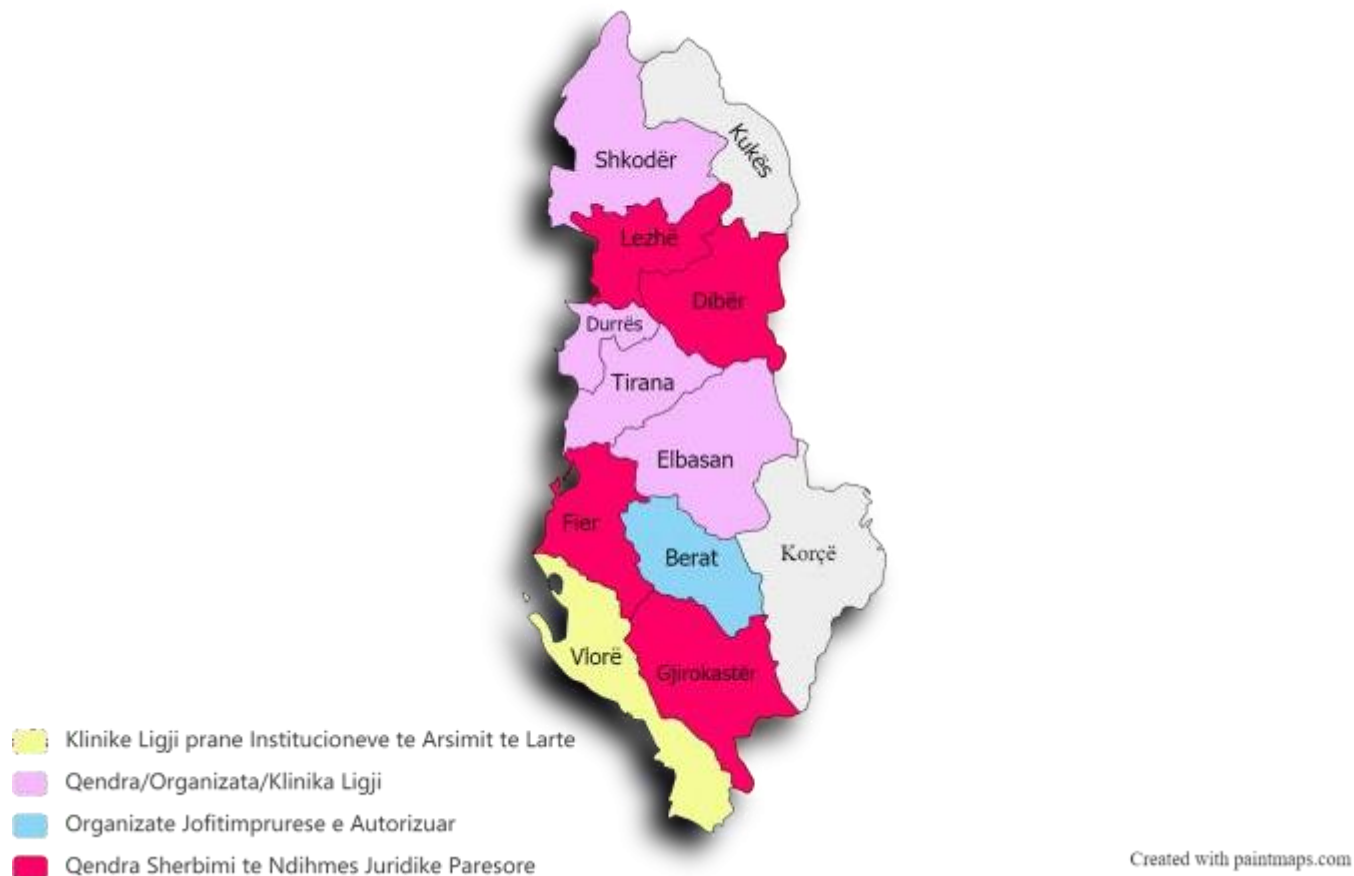 Kukës
Shkodër
Lezhë
Dibër
Durrës
Tirana
Elbasan
Fier
Berat
Korçë
Vlorë
Gjirokastër
Klinike Ligji prane Institucioneve te Arsimit te Larte
Qendra/Organizata/Klinika Ligji
Organizate Jofitimprurese e Autorizuar
Qendra Sherbimi te Ndihmes Juridike Paresore
Created with paintmaps.com